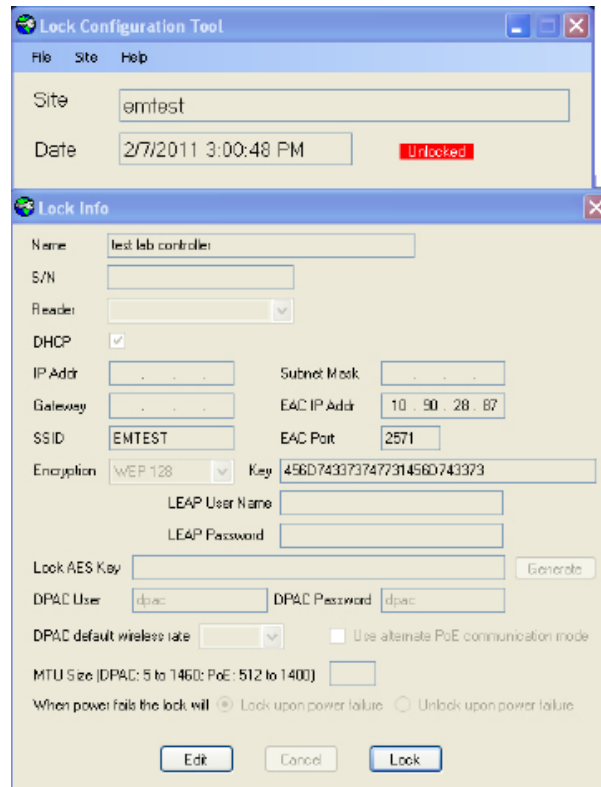 Lock Configuration Tool
File Site Help
Site emtest
Date 2/7/2011 3:00:48 PM Unlocked
Lock Info
Name test lab controller
S/N
Reader
DHCP
IP Addr . . . Subnet Mask . . .
Gateway . . . EAC IP Addr 10 . 90 . 28 . 87
SSID EMTEST EAC Port 2571
Encryption WEP 128 Key 456D743373747731456D743373
LEAP User Name
LEAP Password
Lock AES Key Generate
DPAC User dpac DPAC Password dpac
DPAC default wireless rate Use alternate PoE communication mode
MTU Size (DPAC: 5 to 1460; PoE: 512 to 1400)
When power fails the lock will Lock upon power failure Unlock upon power failure
Edit Cancel Lock